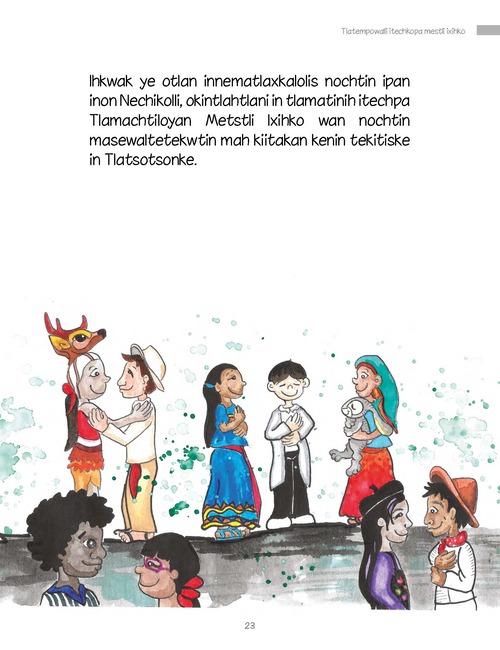 Tlatempowalli itechkopa mestli ixihko
Ihkwak ye otlan innematlaxkalolis nochtin ipan
inon Nechikolli, okintlahtlani in tlamatinih itechpa
Tlamachtiloyan Metstli Ixihko wan nochtin
masewaltetekwtin mah kiitakan kenin tekitiske
in Tlatsotsonke.
23